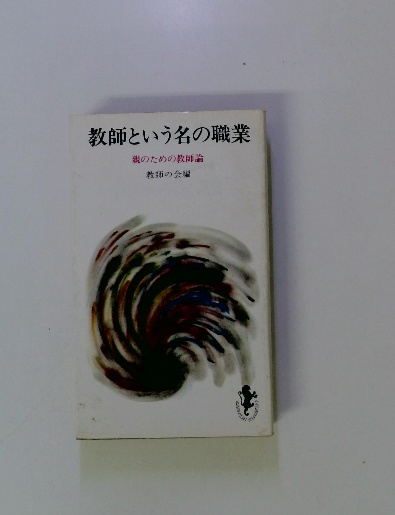 教師という名の職業
親のための教師論
教師の会編